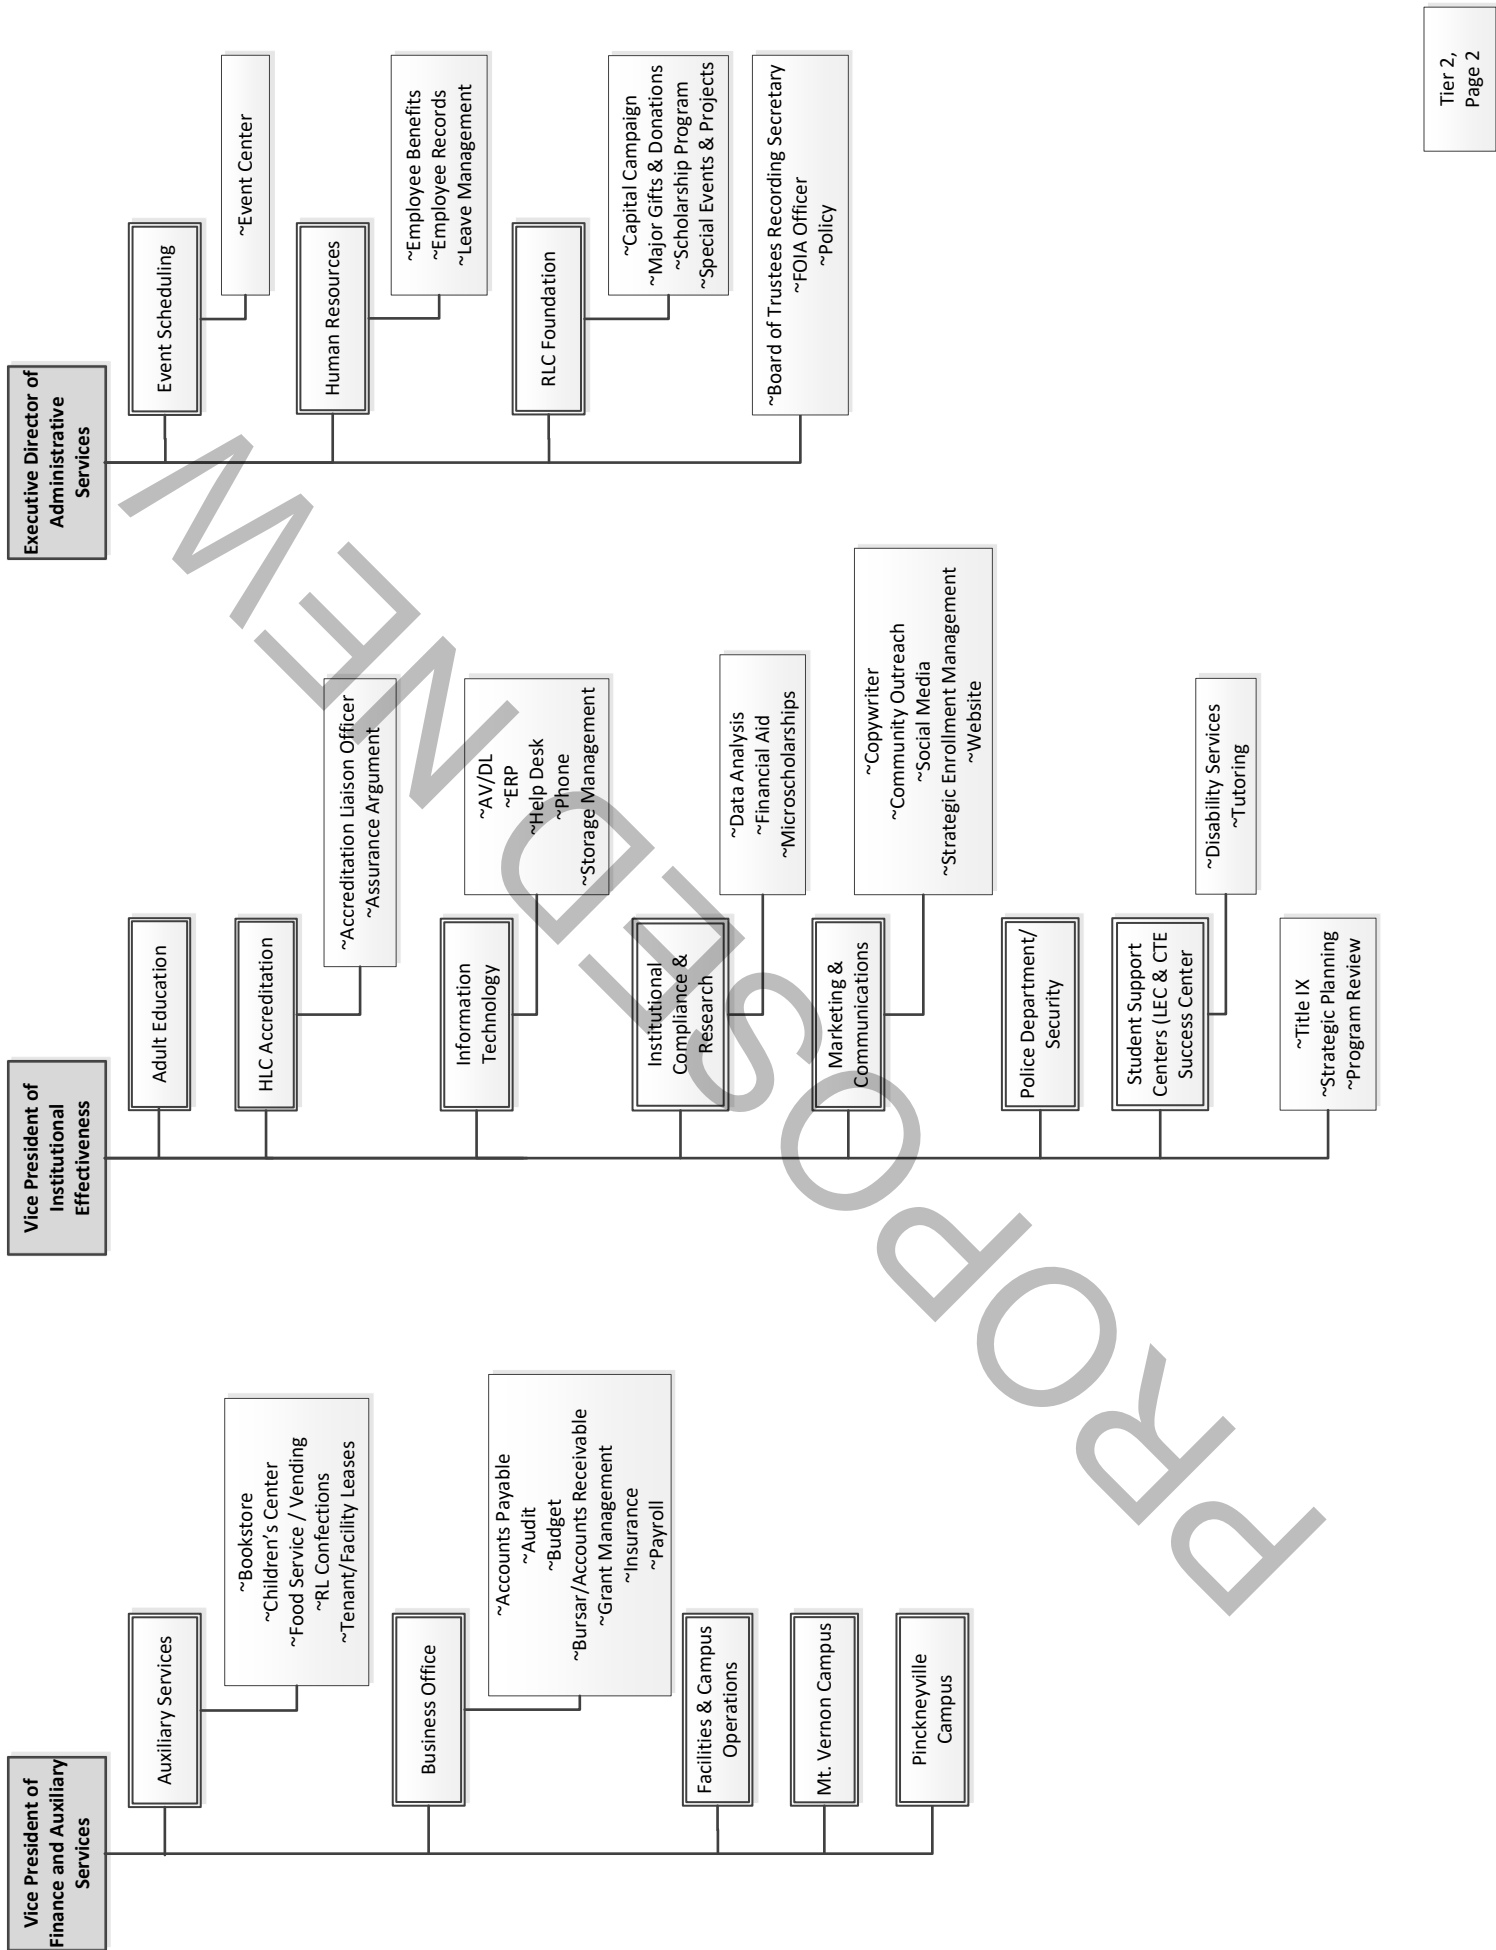 Vice President of
Finance and Auxiliary
Services
Auxiliary Services
~Bookstore
~Children’s Center
~Food Service / Vending
~RL Confections
~Tenant/Facility Leases
Business Office
~Accounts Payable
~Audit
~Budget
~Bursar/Accounts Receivable
~Grant Management
~Insurance
~Payroll
Facilities & Campus
Operations
Mt. Vernon Campus
Pinckneyville
Campus
Vice President of
Institutional
Effectiveness
Adult Education
HLC Accreditation
~Accreditation Liaison Officer
~Assurance Argument
Information
Technology
~AV/DL
~ERP
~Help Desk
~Phone
~Storage Management
Institutional
Compliance &
Research
~Data Analysis
~Financial Aid
~Microscholarships
Marketing &
Communications
~Copywriter
~Community Outreach
~Social Media
~Strategic Enrollment Management
~Website
Police Department/
Security
Student Support
Centers (LEC & CTE
Success Center
~Disability Services
~Tutoring
~Title IX
~Strategic Planning
~Program Review
Executive Director of
Administrative
Services
Event Scheduling
~Event Center
Human Resources
~Employee Benefits
~Employee Records
~Leave Management
RLC Foundation
~Capital Campaign
~Major Gifts & Donations
~Scholarship Program
~Special Events & Projects
~Board of Trustees Recording Secretary
~FOIA Officer
~Policy
Tier 2,
Page 2
PROPOSED NEW